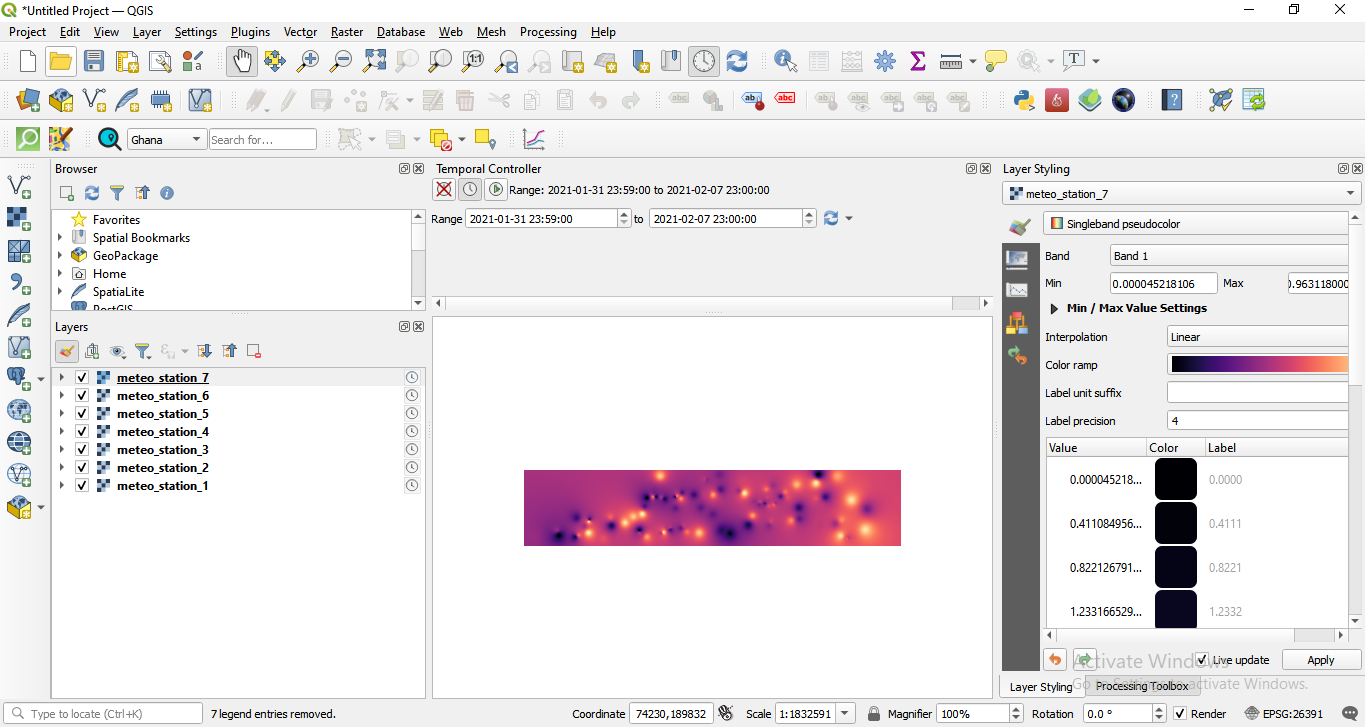 *Untitled Project — QGIS
Project Edit View Layer Settings Plugins Vector Raster Database Web Mesh Processing Help
Ghana
Search for...
Browser
Favorites
Spatial Bookmarks
GeoPackage
Home
SpatiaLite
PostGIS
Layers
meteo_station_7
meteo_station_6
meteo_station_5
meteo_station_4
meteo_station_3
meteo_station_2
meteo_station_1
Temporal Controller
Range: 2021-01-31 23:59:00 to 2021-02-07 23:00:00
Range 2021-01-31 23:59:00 to 2021-02-07 23:00:00
Layer Styling
meteo_station_7
Singleband pseudocolor
Band Band 1
Min 0.000045218106 Max ).963118000
Min / Max Value Settings
Interpolation Linear
Color ramp
Label unit suffix
Label precision 4
Value Color Label
0.000045218... 0.0000
0.411084956... 0.4111
0.822126791... 0.8221
1.233166529... 1.2332
Activate Windows
Go to Settings to activate Windows.
Live update Apply
Layer Styling Processing Toolbox
Type to locate (Ctrl+K) 7 legend entries removed. Coordinate 74230,189832 Scale 1:1832591 Magnifier 100% Rotation 0.0 ° Render EPSG:26391